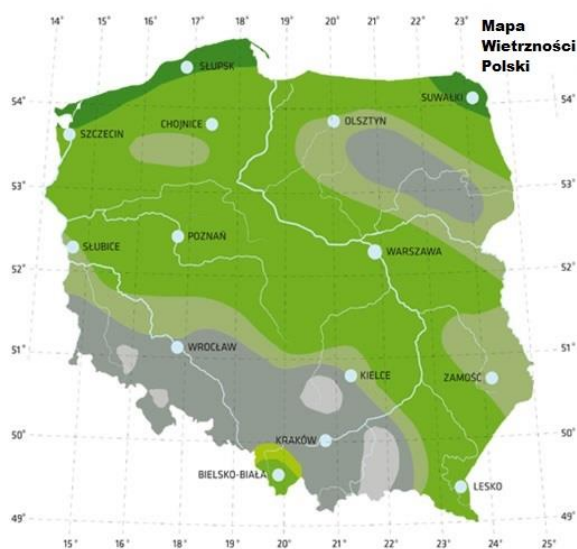 14° 15° 16° 17° 18° 19° 20° 21° 22° 23°
Mapa
Wietrzności
Polski
SŁUPSK
SUWAŁKI
54°
54°
CHOJNICE
OLSZTYN
SZCZECIN
53°
53°
POZNAŃ
SŁUBICE
WARSZAWA
52°
52°
51°
51°
WROCŁAW
KIELCE
ZAMOŚĆ
50°
50°
KRAKÓW
BIELSKO-BIAŁA
LESKO
49°
49°
15° 16° 17° 18° 19° 20° 21° 22° 23° 24°